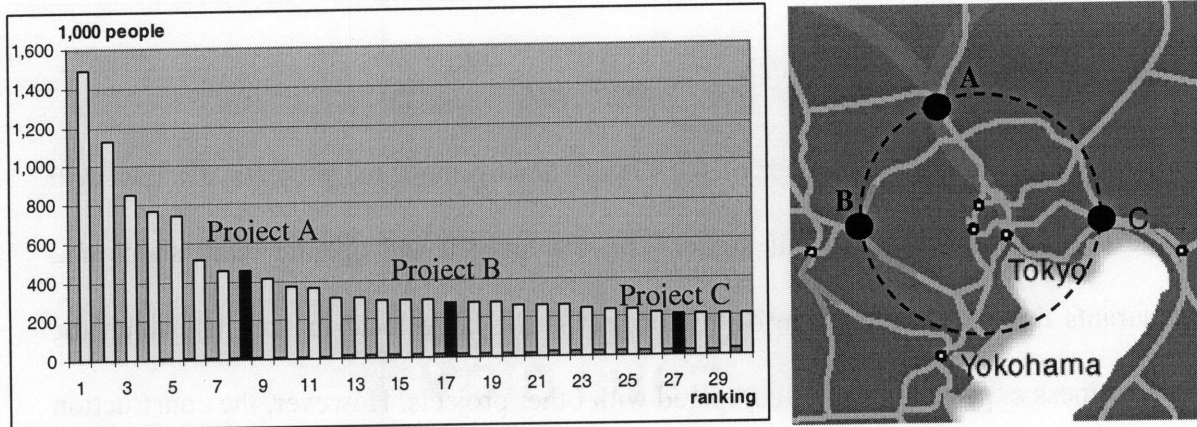 1,000 people
1,600
1,400
1,200
1,000
800
600
400
200
0
Project A
Project B
Project C
1 3 5 7 9 11 13 15 17 19 21 23 25 27 29
ranking
A
B
C
Tokyo
Yokohama